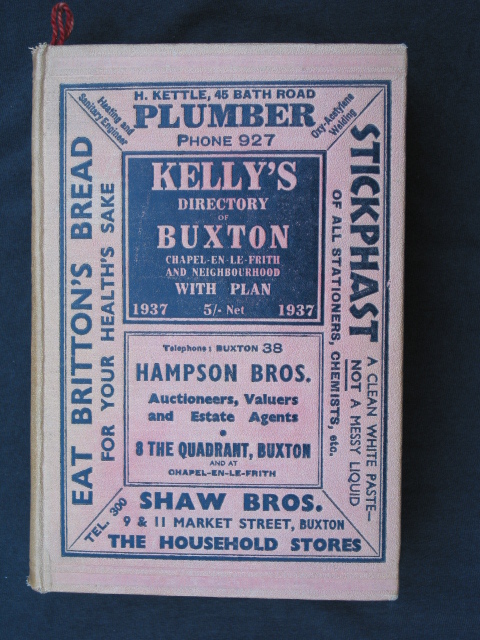 H. KETTLE, 45 BATH ROAD
Heating and
Sanitary Engineer
PLUMBER
Oxy-Acetylene
Welding
PHONE 927
KELLY'S
DIRECTORY
OF
BUXTON
CHAPEL-EN-LE-FRITH
AND NEIGHBOURHOOD
WITH PLAN
1937 5/- Net 1937
EAT BRITTON'S BREAD
FOR YOUR HEALTH'S SAKE
STICKPHAST
OF ALL STATIONERS, CHEMISTS, etc.
A CLEAN WHITE PASTE—
NOT A MESSY LIQUID
Telephone: BUXTON 38
HAMPSON BROS.
Auctioneers, Valuers
and Estate Agents
8 THE QUADRANT, BUXTON
AND AT
CHAPEL-EN-LE-FRITH
TEL. 300
SHAW BROS.
9 & 11 MARKET STREET, BUXTON
THE HOUSEHOLD STORES